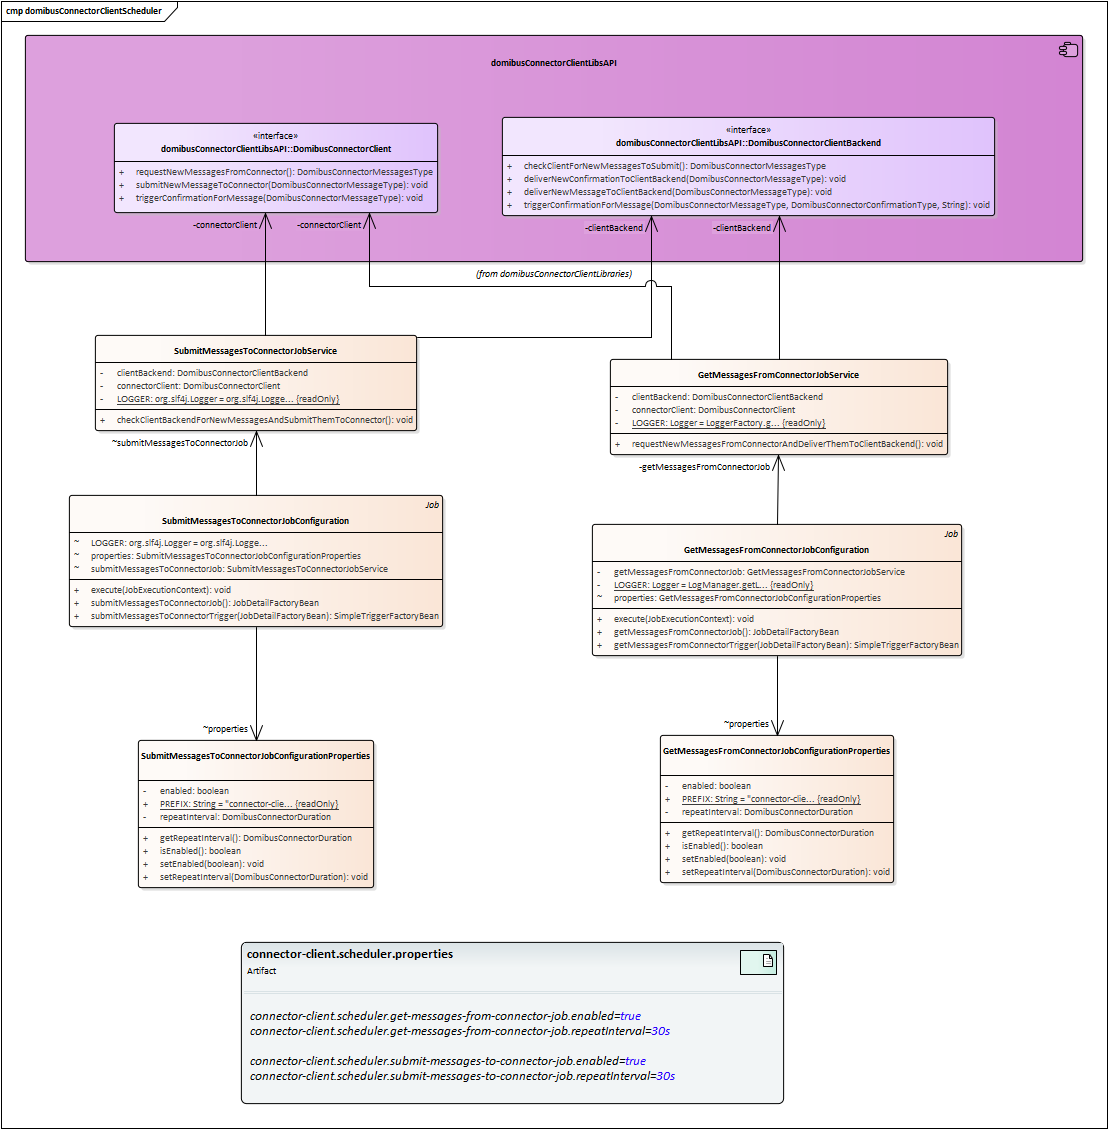 cmp domibusConnectorClientScheduler
domibusConnectorClientLibsAPI
«interface»
domibusConnectorClientLibsAPI::DomibusConnectorClient
+ requestNewMessagesFromConnector(): DomibusConnectorMessagesType
+ submitNewMessageToConnector(DomibusConnectorMessageType): void
+ triggerConfirmationForMessage(DomibusConnectorMessageType): void
«interface»
domibusConnectorClientLibsAPI::DomibusConnectorClientBackend
+ checkClientForNewMessagesToSubmit(): DomibusConnectorMessagesType
+ deliverNewConfirmationToClientBackend(DomibusConnectorMessageType): void
+ deliverNewMessageToClientBackend(DomibusConnectorMessageType): void
+ triggerConfirmationForMessage(DomibusConnectorMessageType, DomibusConnectorConfirmationType, String): void
-connectorClient
-connectorClient
-clientBackend
-clientBackend
(from domibusConnectorClientLibraries)
SubmitMessagesToConnectorJobService
- clientBackend: DomibusConnectorClientBackend
- connectorClient: DomibusConnectorClient
- LOGGER: org.slf4j.Logger = org.slf4j.Logge... {readOnly}
+ checkClientBackendForNewMessagesAndSubmitThemToConnector(): void
~submitMessagesToConnectorJob
GetMessagesFromConnectorJobService
- clientBackend: DomibusConnectorClientBackend
- connectorClient: DomibusConnectorClient
- LOGGER: Logger = LoggerFactory.g... {readOnly}
+ requestNewMessagesFromConnectorAndDeliverThemToClientBackend(): void
-getMessagesFromConnectorJob
Job
SubmitMessagesToConnectorJobConfiguration
~ LOGGER: org.slf4j.Logger = org.slf4j.Logge...
~ properties: SubmitMessagesToConnectorJobConfigurationProperties
~ submitMessagesToConnectorJob: SubmitMessagesToConnectorJobService
+ execute(JobExecutionContext): void
+ submitMessagesToConnectorJob(): JobDetailFactoryBean
+ submitMessagesToConnectorTrigger(JobDetailFactoryBean): SimpleTriggerFactoryBean
Job
GetMessagesFromConnectorJobConfiguration
- getMessagesFromConnectorJob: GetMessagesFromConnectorJobService
- LOGGER: Logger = LogManager.getL... {readOnly}
~ properties: GetMessagesFromConnectorJobConfigurationProperties
+ execute(JobExecutionContext): void
+ getMessagesFromConnectorJob(): JobDetailFactoryBean
+ getMessagesFromConnectorTrigger(JobDetailFactoryBean): SimpleTriggerFactoryBean
~properties
~properties
SubmitMessagesToConnectorJobConfigurationProperties
- enabled: boolean
+ PREFIX: String = "connector-clie... {readOnly}
- repeatInterval: DomibusConnectorDuration
+ getRepeatInterval(): DomibusConnectorDuration
+ isEnabled(): boolean
+ setEnabled(boolean): void
+ setRepeatInterval(DomibusConnectorDuration): void
GetMessagesFromConnectorJobConfigurationProperties
- enabled: boolean
+ PREFIX: String = "connector-clie... {readOnly}
- repeatInterval: DomibusConnectorDuration
+ getRepeatInterval(): DomibusConnectorDuration
+ isEnabled(): boolean
+ setEnabled(boolean): void
+ setRepeatInterval(DomibusConnectorDuration): void
connector-client.scheduler.properties
Artifact
connector-client.scheduler.get-messages-from-connector-job.enabled=true
connector-client.scheduler.get-messages-from-connector-job.repeatInterval=30s
connector-client.scheduler.submit-messages-to-connector-job.enabled=true
connector-client.scheduler.submit-messages-to-connector-job.repeatInterval=30s